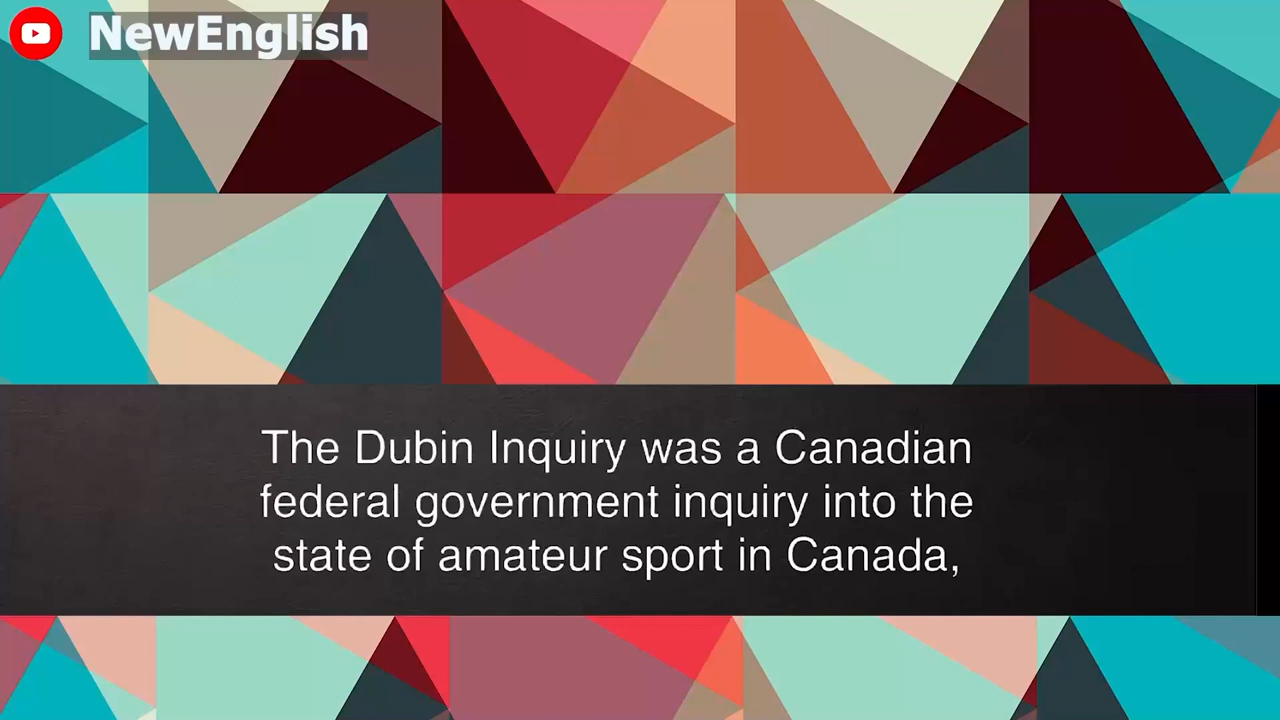 NewEnglish
The Dubin Inquiry was a Canadian
federal government inquiry into the
state of amateur sport in Canada,